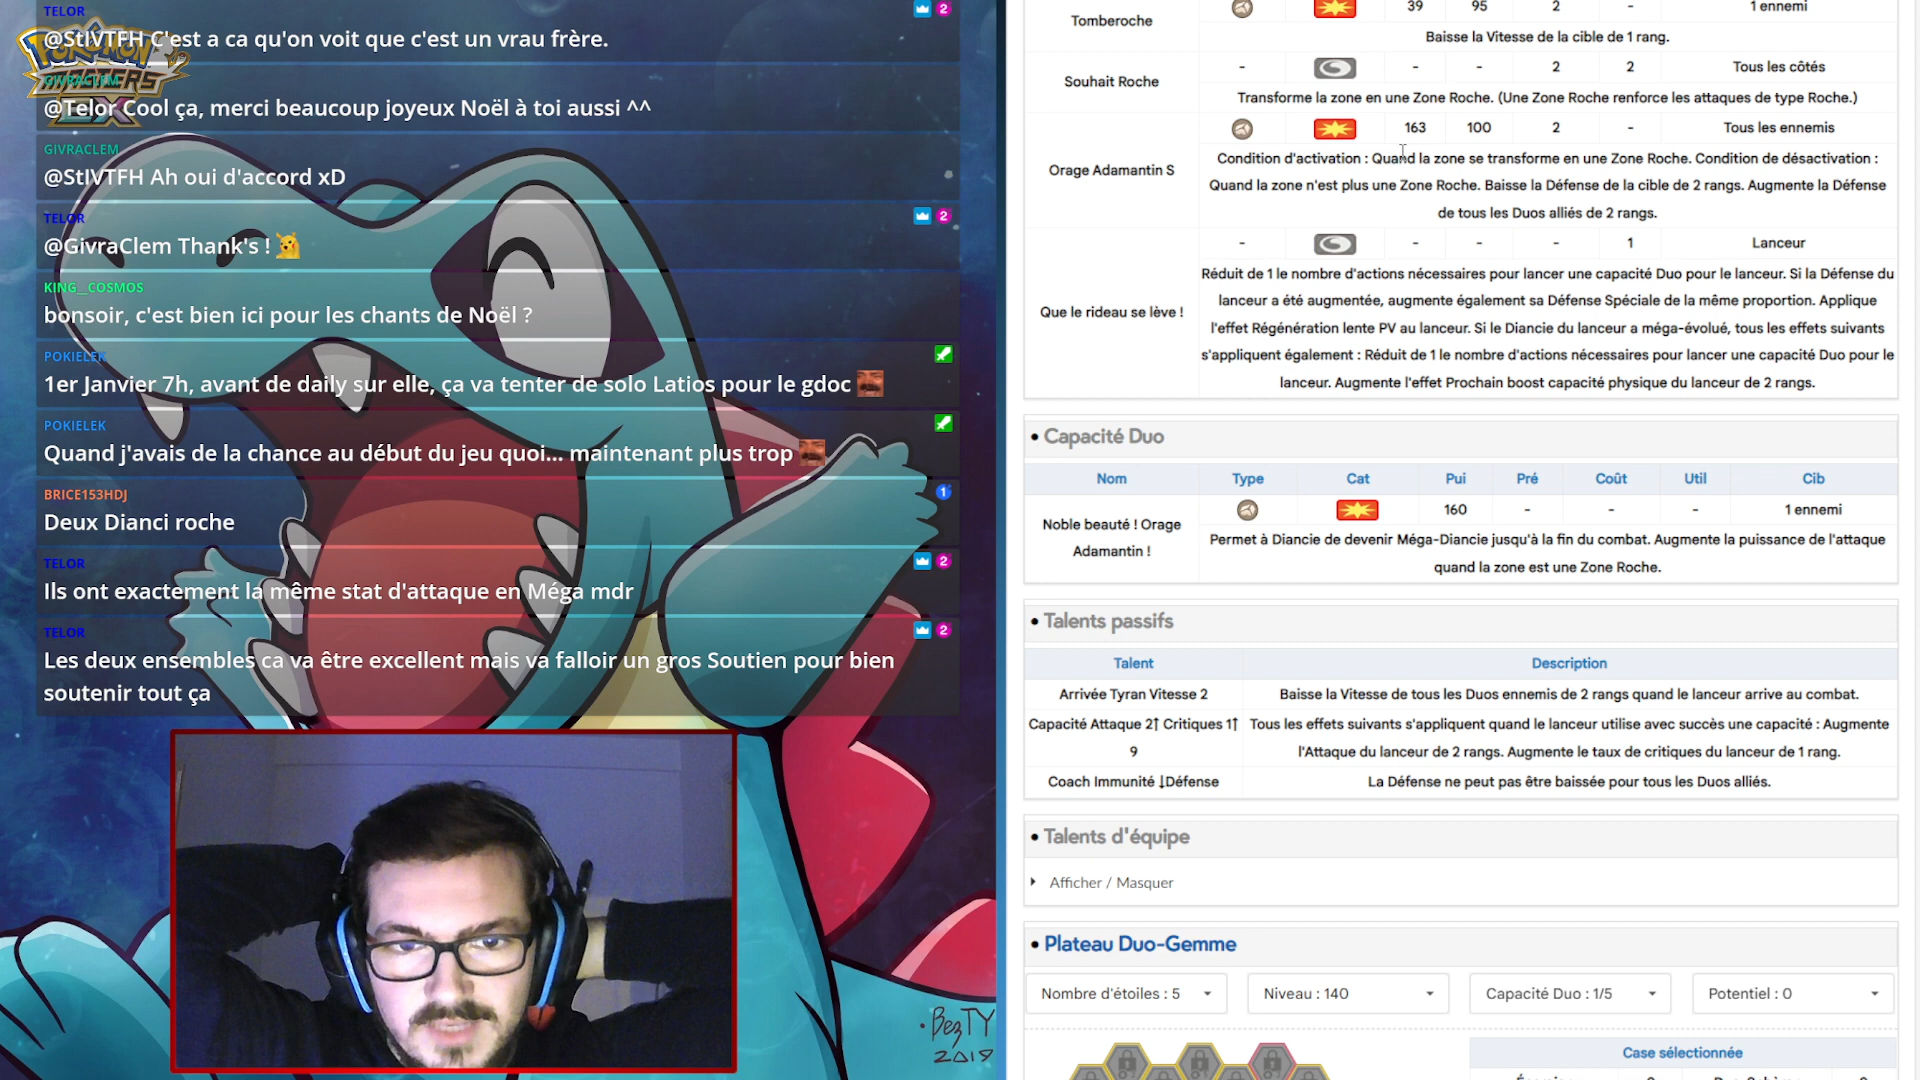 TELOR
@StIVTFH C'est a ca qu'on voit que c'est un vrau frère.
POKÉMON
MASTERS
EX
GIVRACLEM
@Telor Cool ça, merci beaucoup joyeux Noël à toi aussi ^^
GIVRACLEM
@StIVTFH Ah oui d'accord xD
TELOR
2
@GivraClem Thank's !
KING__COSMOS
bonsoir, c'est bien ici pour les chants de Noël ?
POKIELEK
1er Janvier 7h, avant de daily sur elle, ça va tenter de solo Latios pour le gdoc
POKIELEK
Quand j'avais de la chance au début du jeu quoi... maintenant plus trop
BRICE153HDJ
1
Deux Dianci roche
TELOR
2
Ils ont exactement la même stat d'attaque en Méga mdr
TELOR
2
Les deux ensembles ca va être excellent mais va falloir un gros Soutien pour bien
soutenir tout ça
BezTY
2019
Tomberoche
39 95 2 - 1 ennemi
Baisse la Vitesse de la cible de 1 rang.
Souhait Roche
- - - 2 2 Tous les côtés
Transforme la zone en une Zone Roche. (Une Zone Roche renforce les attaques de type Roche.)
Orage Adamantin S
163 100 2 - Tous les ennemis
Condition d'activation : Quand la zone se transforme en une Zone Roche. Condition de désactivation :
Quand la zone n'est plus une Zone Roche. Baisse la Défense de la cible de 2 rangs. Augmente la Défense
de tous les Duos alliés de 2 rangs.
Que le rideau se lève !
- - - - 1 Lanceur
Réduit de 1 le nombre d'actions nécessaires pour lancer une capacité Duo pour le lanceur. Si la Défense du
lanceur a été augmentée, augmente également sa Défense Spéciale de la même proportion. Applique
l'effet Régénération lente PV au lanceur. Si le Diancie du lanceur a méga-évolué, tous les effets suivants
s'appliquent également : Réduit de 1 le nombre d'actions nécessaires pour lancer une capacité Duo pour le
lanceur. Augmente l'effet Prochain boost capacité physique du lanceur de 2 rangs.
• Capacité Duo
Nom Type Cat Pui Pré Coût Util Cib
Noble beauté ! Orage
Adamantin !
160 - - - 1 ennemi
Permet à Diancie de devenir Méga-Diancie jusqu'à la fin du combat. Augmente la puissance de l'attaque
quand la zone est une Zone Roche.
• Talents passifs
Talent Description
Arrivée Tyran Vitesse 2 Baisse la Vitesse de tous les Duos ennemis de 2 rangs quand le lanceur arrive au combat.
Capacité Attaque 2↑ Critiques 1↑
9
Tous les effets suivants s'appliquent quand le lanceur utilise avec succès une capacité : Augmente
l'Attaque du lanceur de 2 rangs. Augmente le taux de critiques du lanceur de 1 rang.
Coach Immunité ↓Défense La Défense ne peut pas être baissée pour tous les Duos alliés.
• Talents d'équipe
Afficher / Masquer
• Plateau Duo-Gemme
Nombre d'étoiles : 5 Niveau : 140 Capacité Duo : 1/5 Potentiel : 0
Case sélectionnée